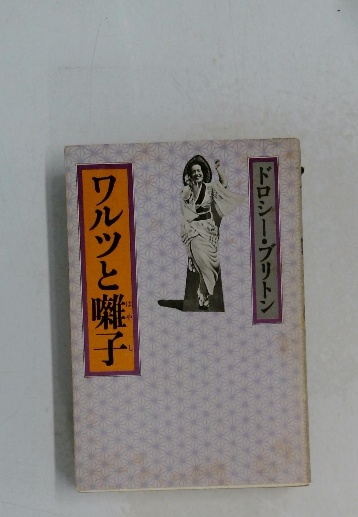 ドロシー・ブリトン
ワルツと囃子
はやし